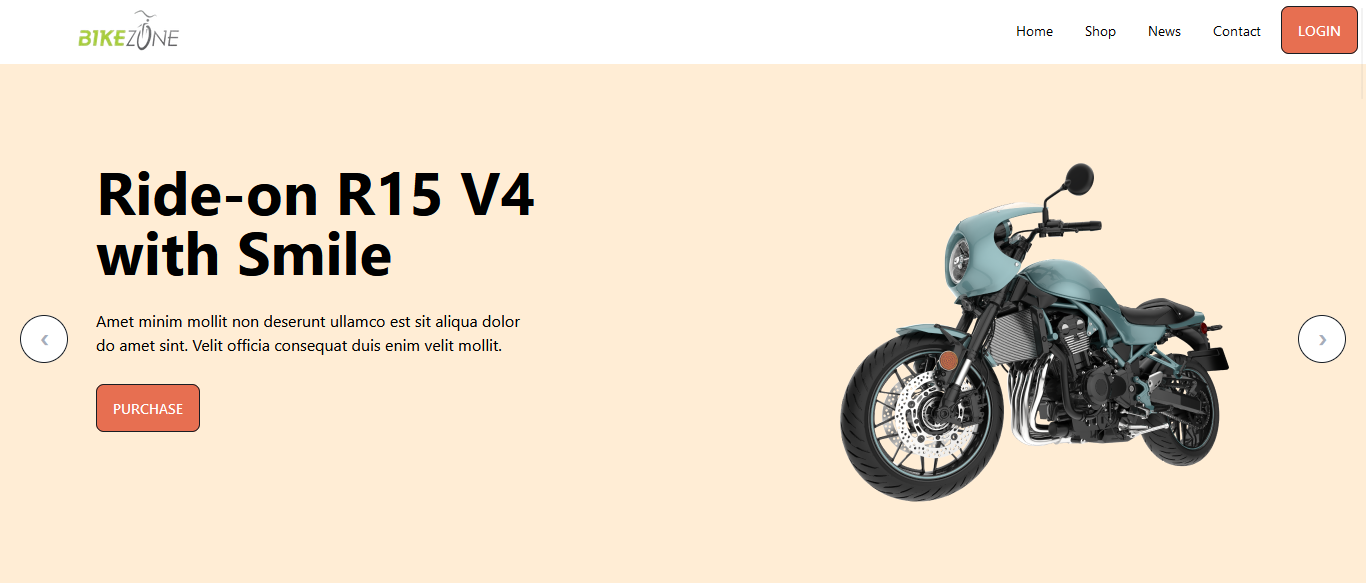 BIKEZONE
Home
Shop
News
Contact
LOGIN
Ride-on R15 V4
with Smile
Amet minim mollit non deserunt ullamco est sit aliqua dolor
do amet sint. Velit officia consequat duis enim velit mollit.
‹
›
PURCHASE